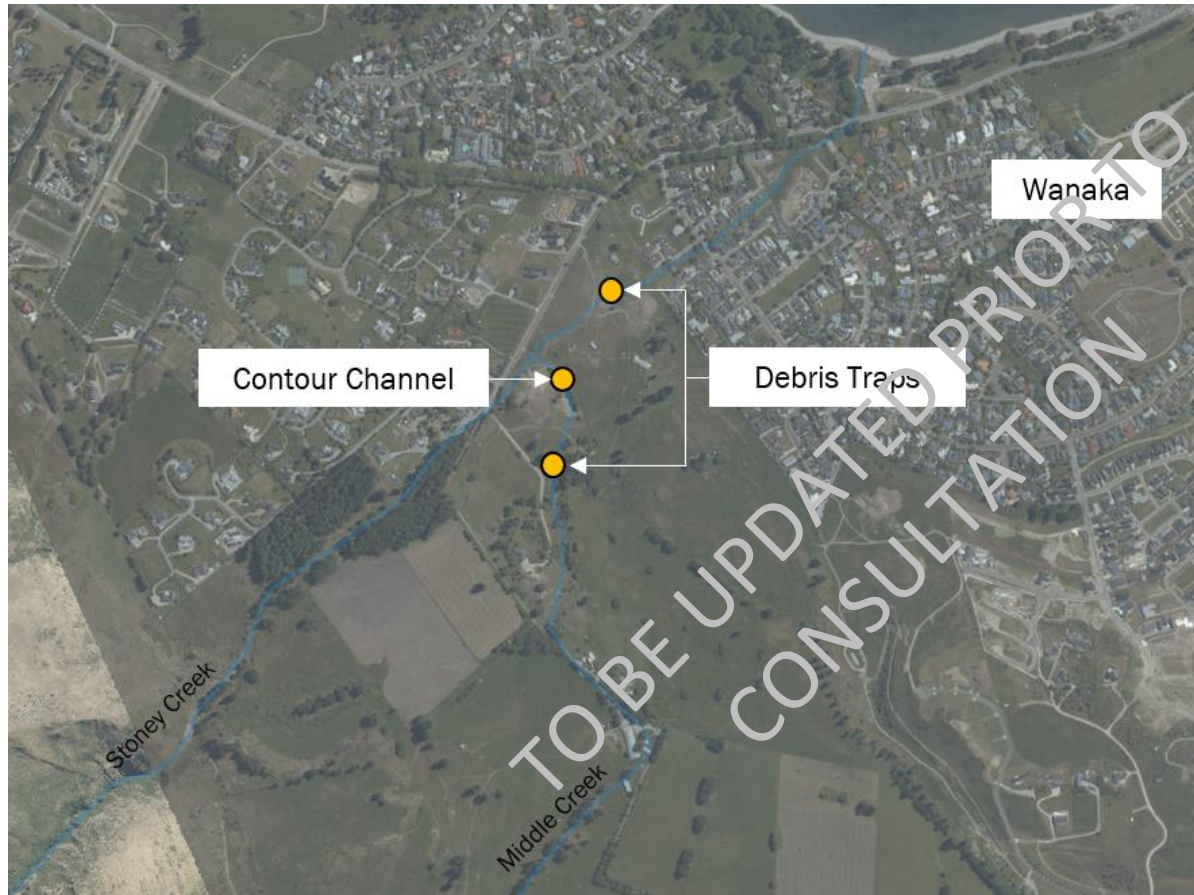 Wanaka
Contour Channel
Debris Traps
TO BE UPDATED PRIOR TO
CONSULTATION
Stoney Creek
Middle Creek